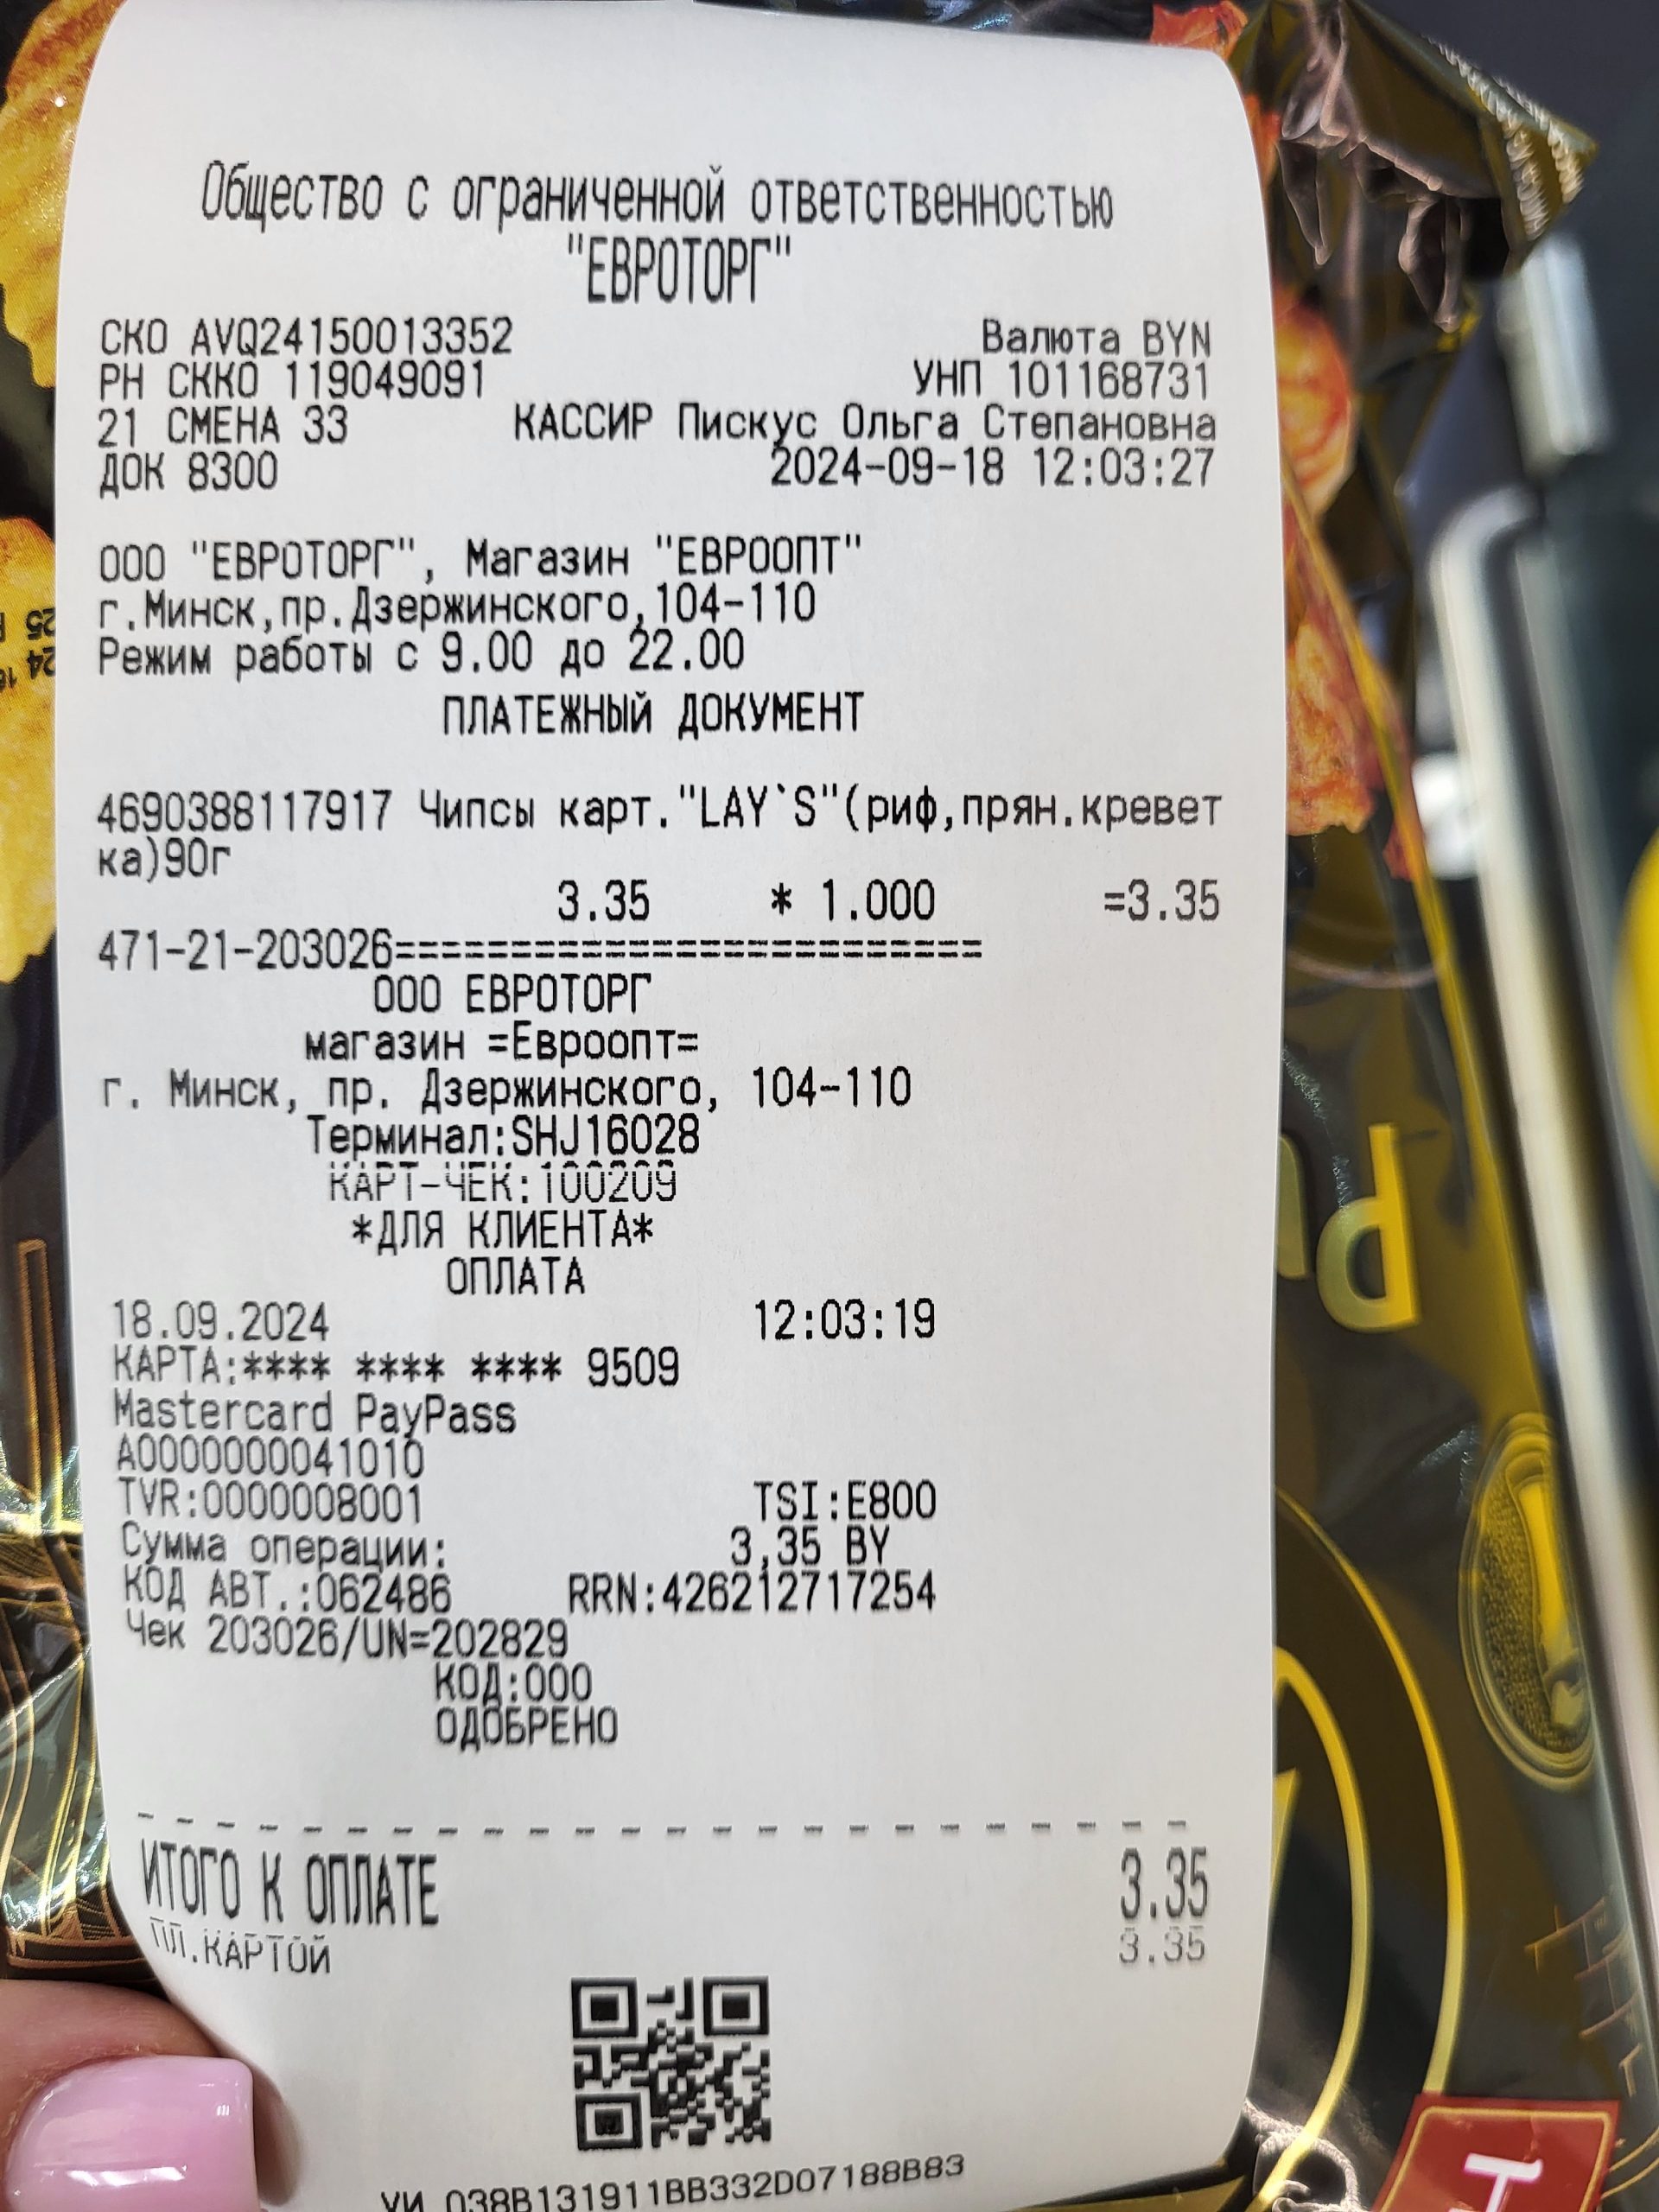 Общество с ограниченной ответственностью
"ЕВРОТОРГ"
СКО AVQ24150013352 Валюта BYN
РН СККО 119049091 УНП 101168731
21 СМЕНА 33 КАССИР Пискус Ольга Степановна
ДОК 8300 2024-09-18 12:03:27
ООО "ЕВРОТОРГ", Магазин "ЕВРООПТ"
г.Минск,пр.Дзержинского,104-110
Режим работы с 9.00 до 22.00
ПЛАТЕЖНЫЙ ДОКУМЕНТ
4690388117917 Чипсы карт."LAY`S"(риф,прян.кревет
ка)90г
3.35 * 1.000 =3.35
471-21-203026==========================
ООО ЕВРОТОРГ
магазин =Евроопт=
г. Минск, пр. Дзержинского, 104-110
Терминал:SHJ16028
КАРТ-ЧЕК:100209
*ДЛЯ КЛИЕНТА*
ОПЛАТА
18.09.2024 12:03:19
КАРТА:**** **** **** 9509
Mastercard PayPass
A0000000041010
TVR:0000008001 TSI:E800
Сумма операции: 3,35 BY
КОД АВТ.:062486 RRN:426212717254
Чек 203026/UN=202829
КОД:000
ОДОБРЕНО
ИТОГО К ОПЛАТЕ 3.35
ПЛ.КАРТОЙ 3.35
УИ 038B131911BB332D07188B83